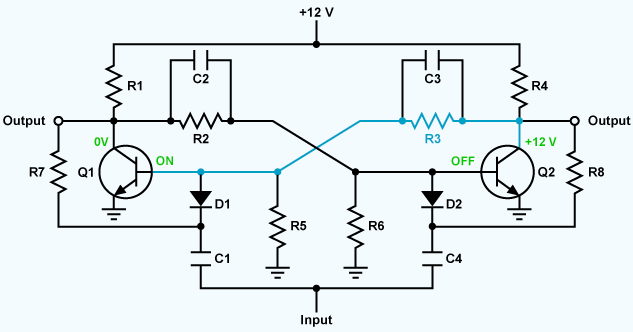 +12 V
C2
C3
R1
R4
Output
R2
R3
Output
0V
+12 V
ON
OFF
R7
Q1
Q2
R8
D1
D2
R5
R6
C1
C4
Input